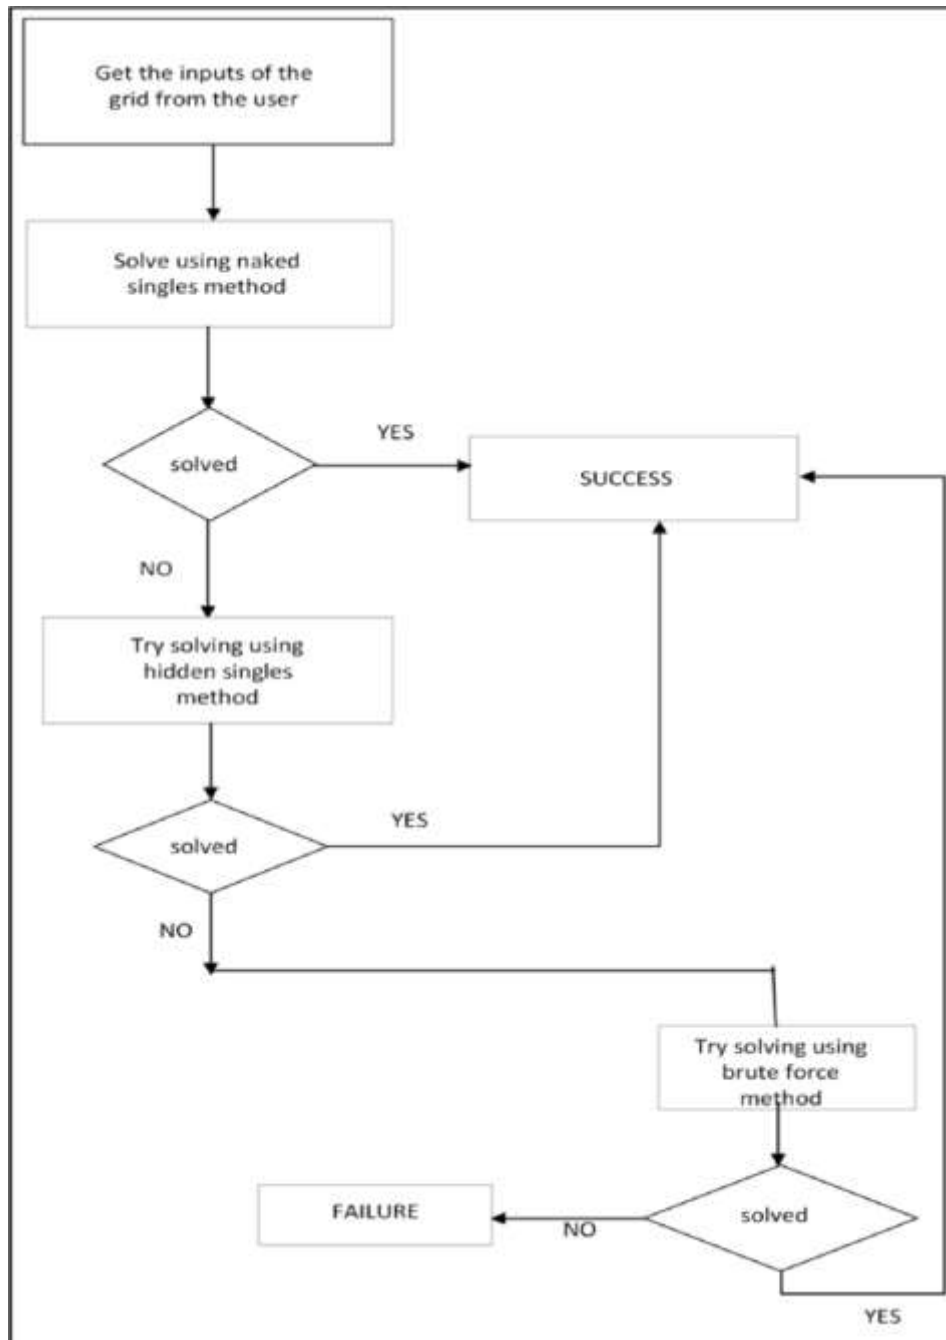 Get the inputs of the
grid from the user
Solve using naked
singles method
solved
YES
SUCCESS
NO
Try solving using
hidden singles
method
solved
YES
NO
Try solving using
brute force
method
solved
NO
FAILURE
YES